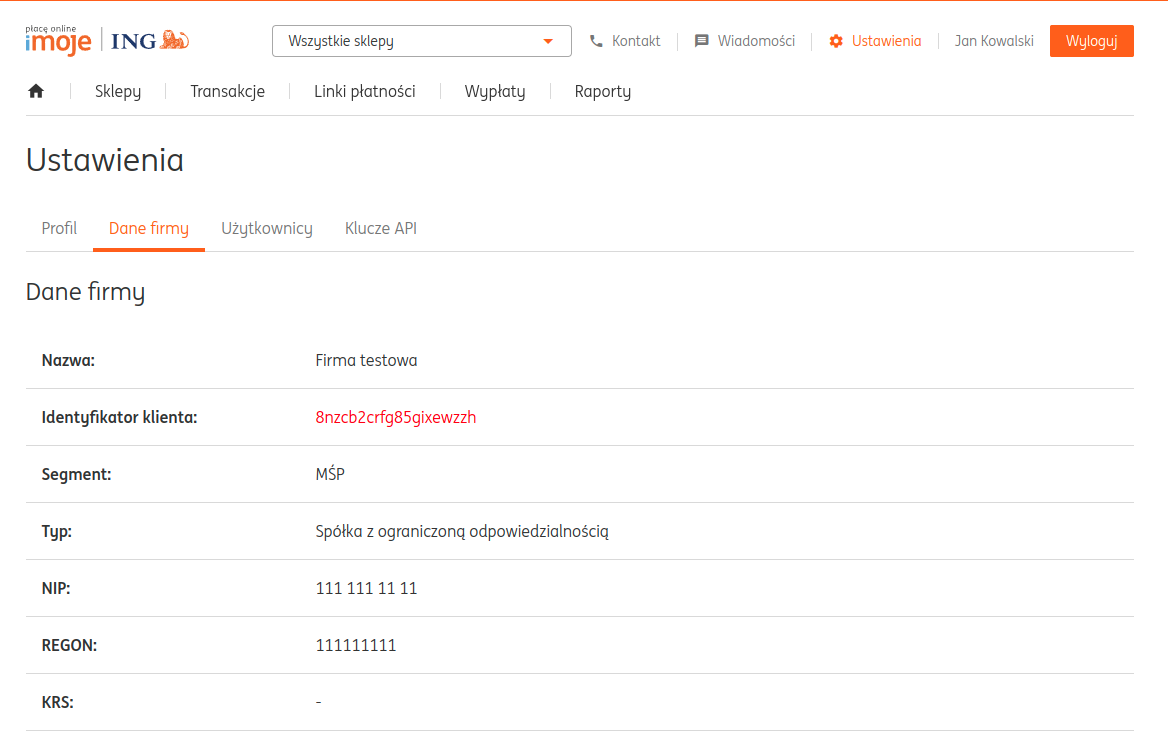 płacę online
imoje ING Wszystkie sklepy Kontakt Wiadomości Ustawienia Jan Kowalski Wyloguj
Sklepy Transakcje Linki płatności Wypłaty Raporty
Ustawienia
Profil Dane firmy Użytkownicy Klucze API
Dane firmy
Nazwa: Firma testowa
Identyfikator klienta: 8nzcb2crfg85gixewzzh
Segment: MŚP
Typ: Spółka z ograniczoną odpowiedzialnością
NIP: 111 111 11 11
REGON: 111111111
KRS: -